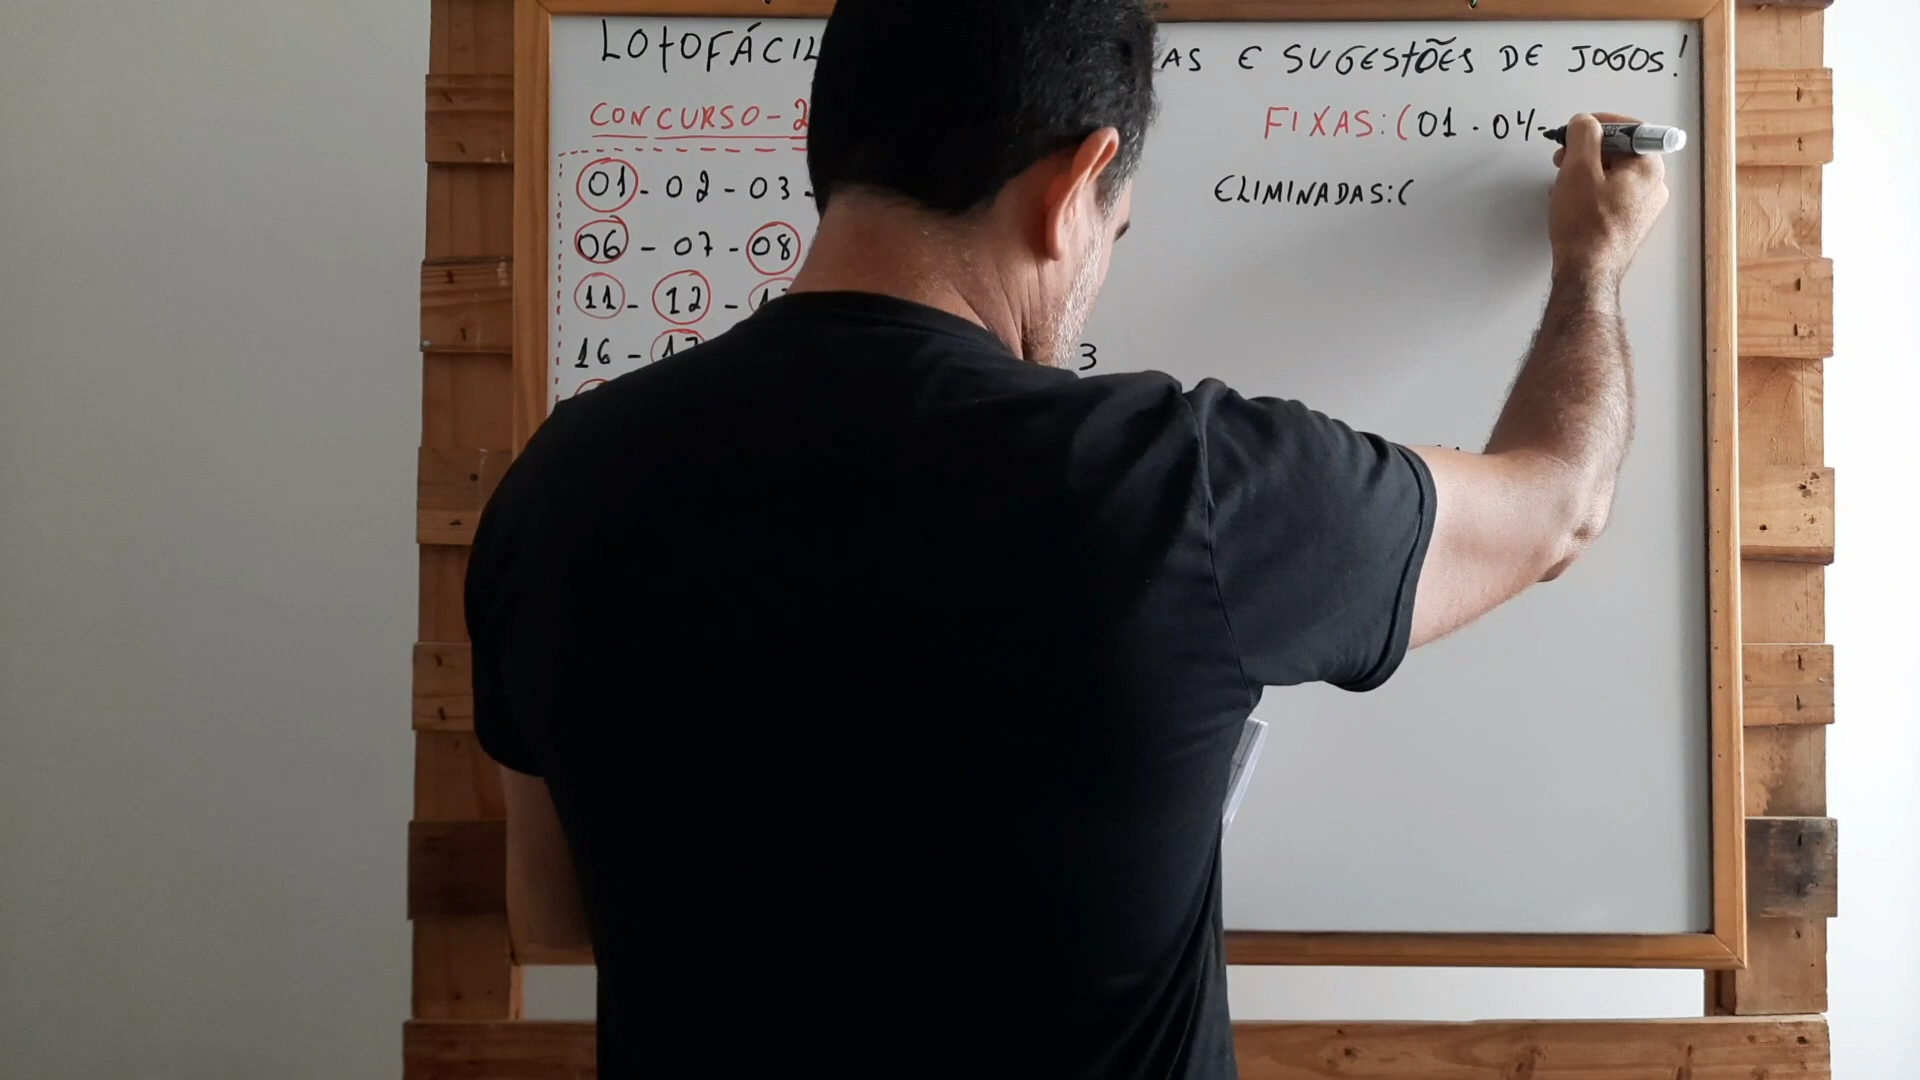 LOTOFÁCIL AS E SUGESTÕES DE JOGOS!
CONCURSO-2
FIXAS:(01.04-
01-02-03-
ELIMINADAS:(
06-07-08
11-12-
16-17
3